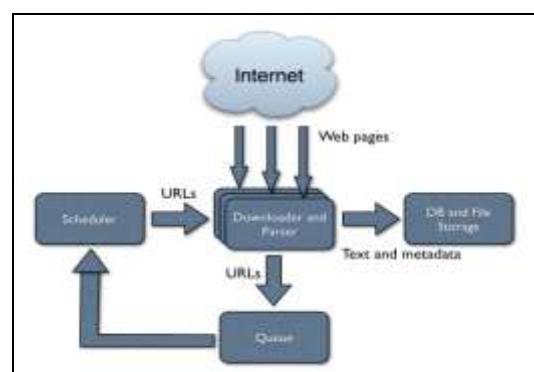 Internet
Web pages
URLs
Scheduler
Downloader and
Parser
DB and File
Storage
Text and metadata
URLs
Queue